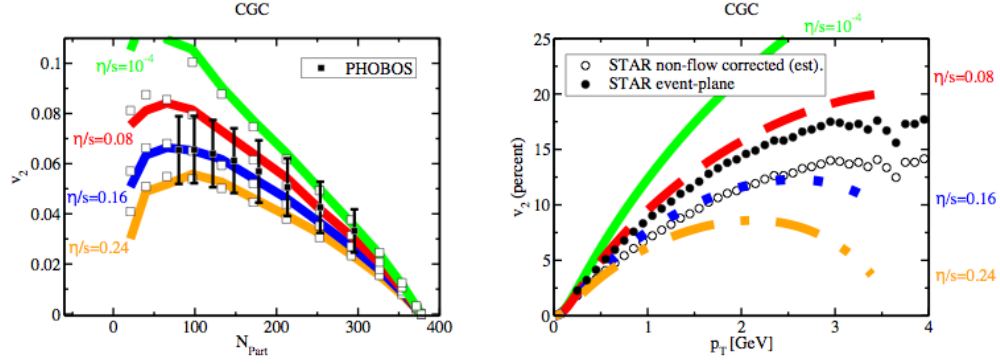 CGC
0.1
0.08
0.06
0.04
0.02
0
v₂
0
100
200
300
400
N_Part
η/s=10⁻⁴
η/s=0.08
η/s=0.16
η/s=0.24
PHOBOS
CGC
25
20
15
10
5
0
v₂ (percent)
0
1
2
3
4
p_T [GeV]
STAR non-flow corrected (est).
STAR event-plane
η/s=10⁻⁴
η/s=0.08
η/s=0.16
η/s=0.24